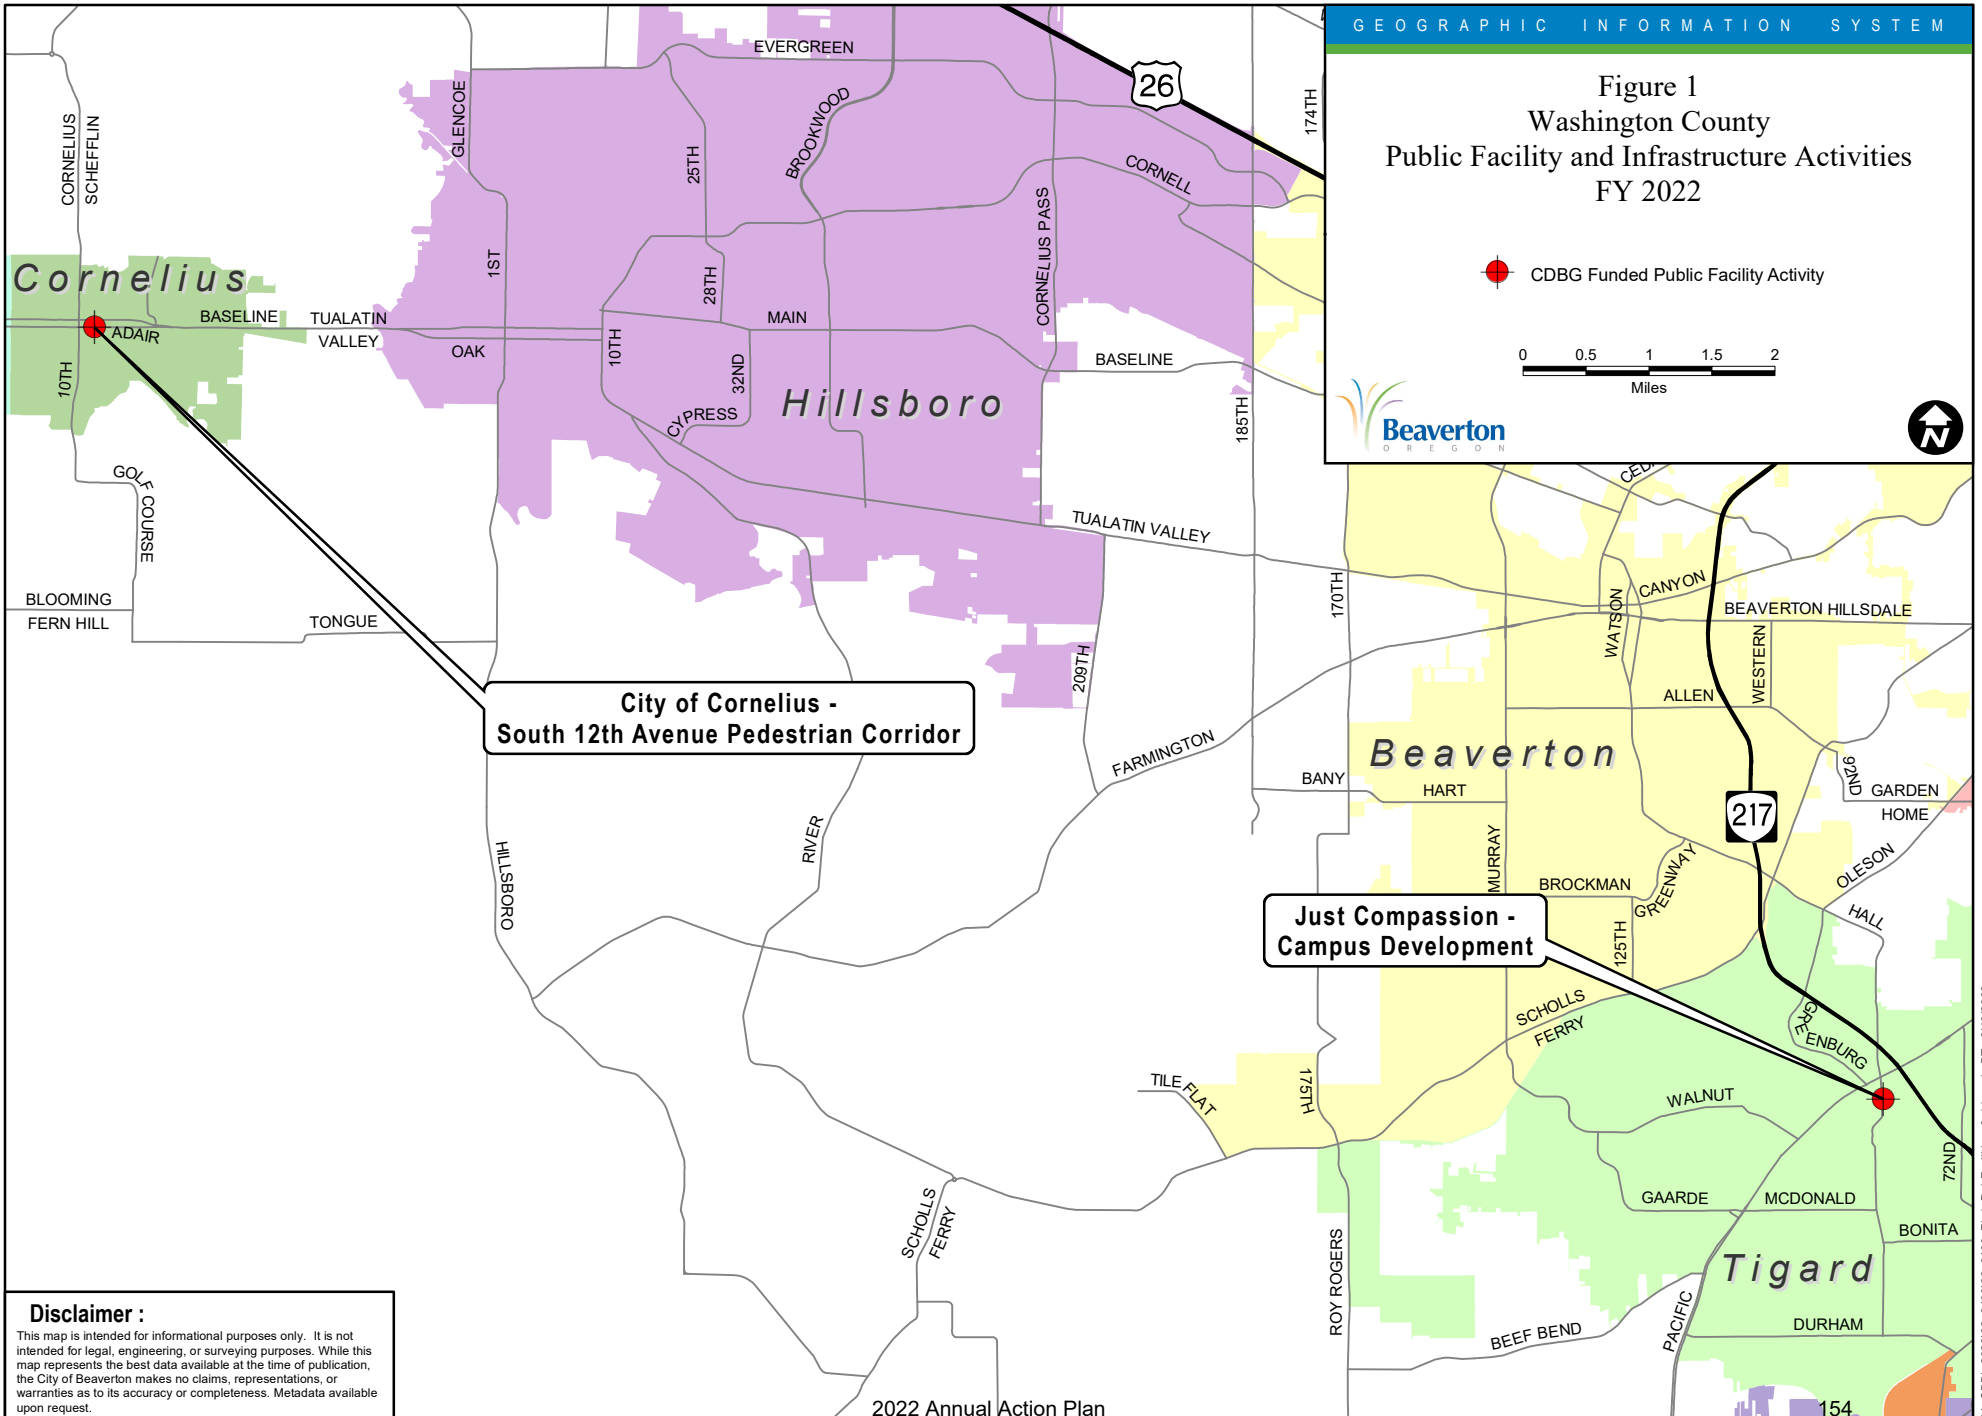 GEOGRAPHIC INFORMATION SYSTEM
Figure 1
Washington County
Public Facility and Infrastructure Activities
FY 2022
CDBG Funded Public Facility Activity
0 0.5 1 1.5 2
Miles
Beaverton
OREGON
N
26
EVERGREEN
GLENCOE
CORNELIUS
SCHEFFLIN
25TH
BROOKWOOD
CORNELL
174TH
CORNELIUS PASS
1ST
28TH
Cornelius
BASELINE
TUALATIN
VALLEY
ADAIR
OAK
MAIN
10TH
10TH
32ND
BASELINE
CYPRESS
Hillsboro
185TH
GOLF COURSE
TUALATIN VALLEY
170TH
CANYON
WATSON
BEAVERTON HILLSDALE
WESTERN
BLOOMING
FERN HILL
TONGUE
209TH
ALLEN
City of Cornelius -
South 12th Avenue Pedestrian Corridor
FARMINGTON
Beaverton
BANY
HART
92ND
GARDEN
HOME
217
HILLSBORO
RIVER
MURRAY
BROCKMAN
GREENWAY
OLESON
HALL
125TH
Just Compassion -
Campus Development
SCHOLLS
FERRY
GREENBURG
TILE FLAT
175TH
WALNUT
72ND
GAARDE
MCDONALD
BONITA
SCHOLLS
FERRY
ROY ROGERS
Tigard
PACIFIC
BEEF BEND
DURHAM
Disclaimer :
This map is intended for informational purposes only. It is not
intended for legal, engineering, or surveying purposes. While this
map represents the best data available at the time of publication,
the City of Beaverton makes no claims, representations, or
warranties as to its accuracy or completeness. Metadata available
upon request.
2022 Annual Action Plan
154